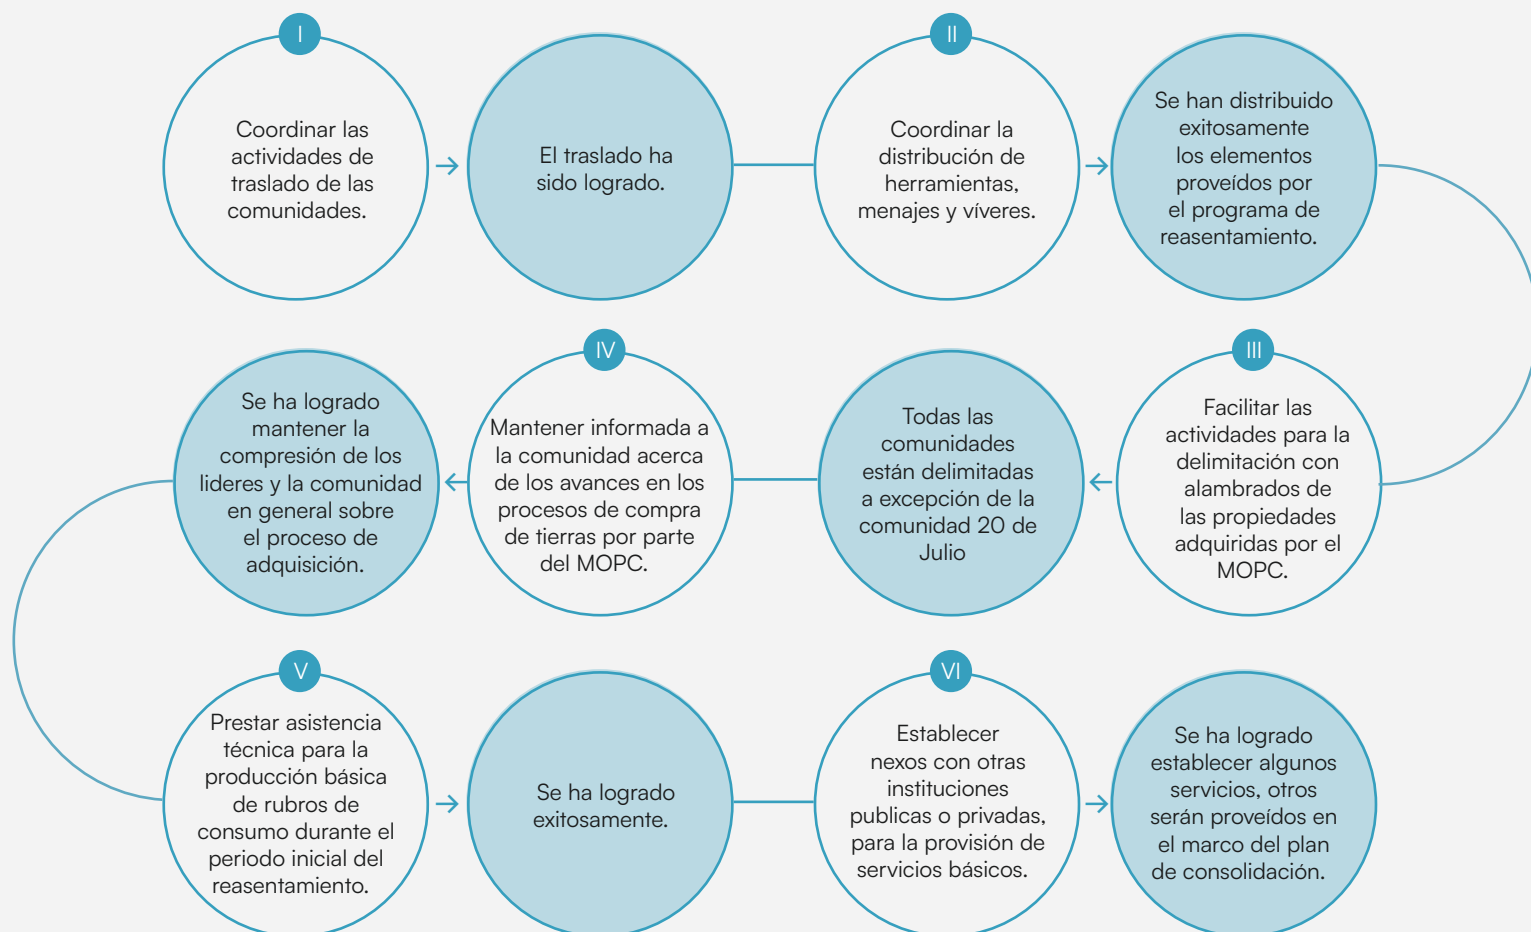 I
Coordinar las
actividades de
traslado de las
comunidades.
El traslado ha
sido logrado.
II
Coordinar la
distribución de
herramientas,
menajes y víveres.
Se han distribuido
exitosamente
los elementos
proveídos por
el programa de
reasentamiento.
III
Facilitar las
actividades para la
delimitación con
alambrados de
las propiedades
adquiridas por el
MOPC.
Todas las
comunidades
están delimitadas
a excepción de la
comunidad 20 de
Julio
IV
Mantener informada a
la comunidad acerca
de los avances en los
procesos de compra
de tierras por parte
del MOPC.
Se ha logrado
mantener la
compresión de los
lideres y la comunidad
en general sobre
el proceso de
adquisición.
V
Prestar asistencia
técnica para la
producción básica
de rubros de
consumo durante el
periodo inicial del
reasentamiento.
Se ha logrado
exitosamente.
VI
Establecer
nexos con otras
instituciones
publicas o privadas,
para la provisión de
servicios básicos.
Se ha logrado
establecer algunos
servicios, otros
serán proveídos en
el marco del plan
de consolidación.